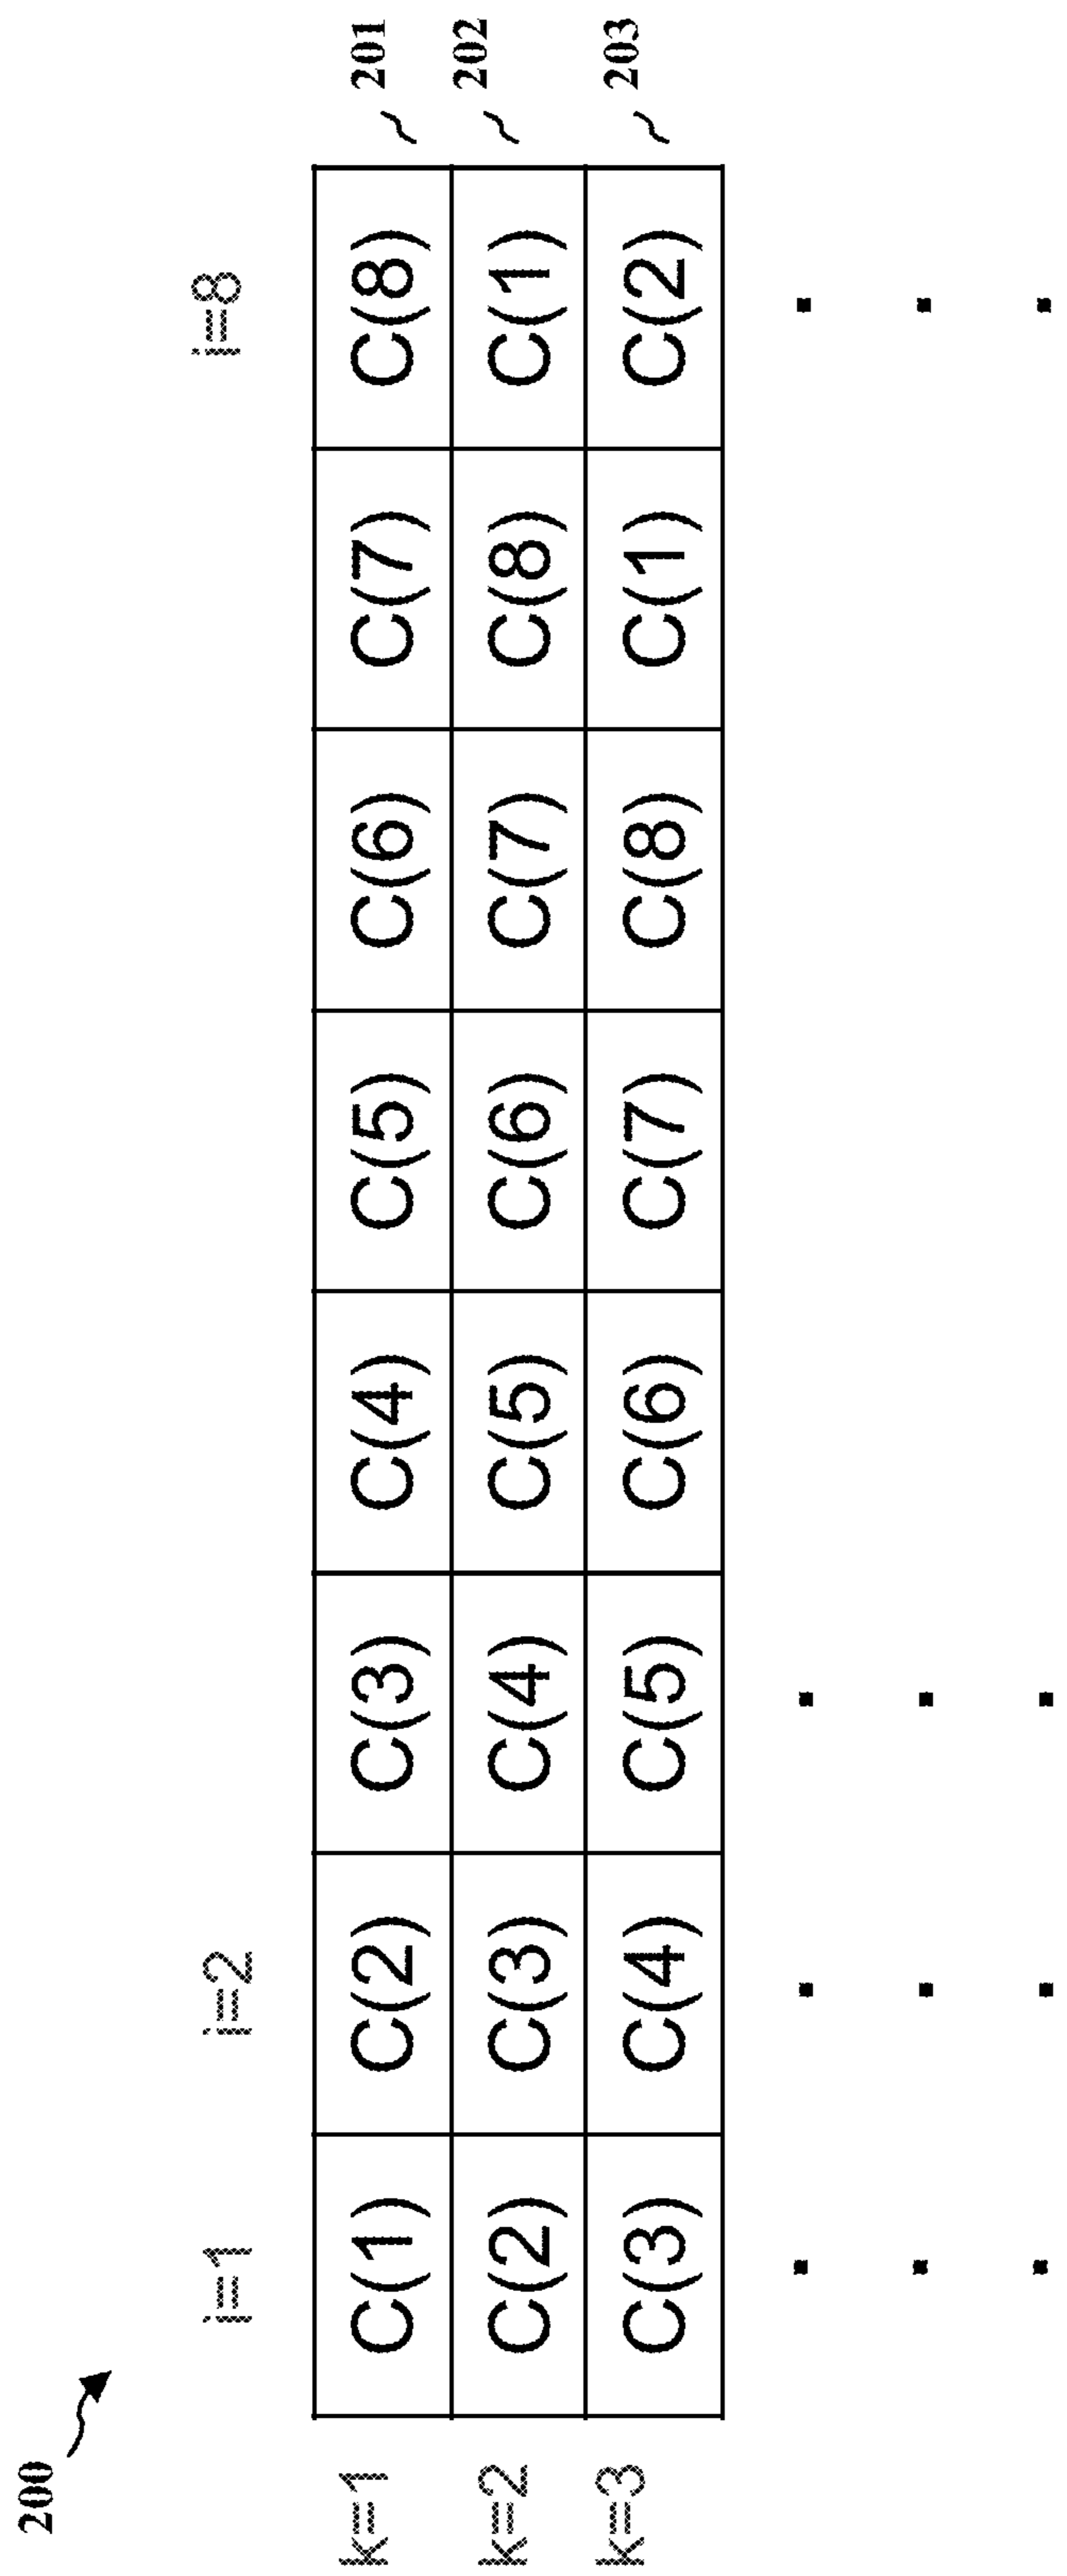 200
i=1 i=2 i=8
k=1 C(1) C(2) C(3) C(4) C(5) C(6) C(7) C(8) 201
k=2 C(2) C(3) C(4) C(5) C(6) C(7) C(8) C(1) 202
k=3 C(3) C(4) C(5) C(6) C(7) C(8) C(1) C(2) 203